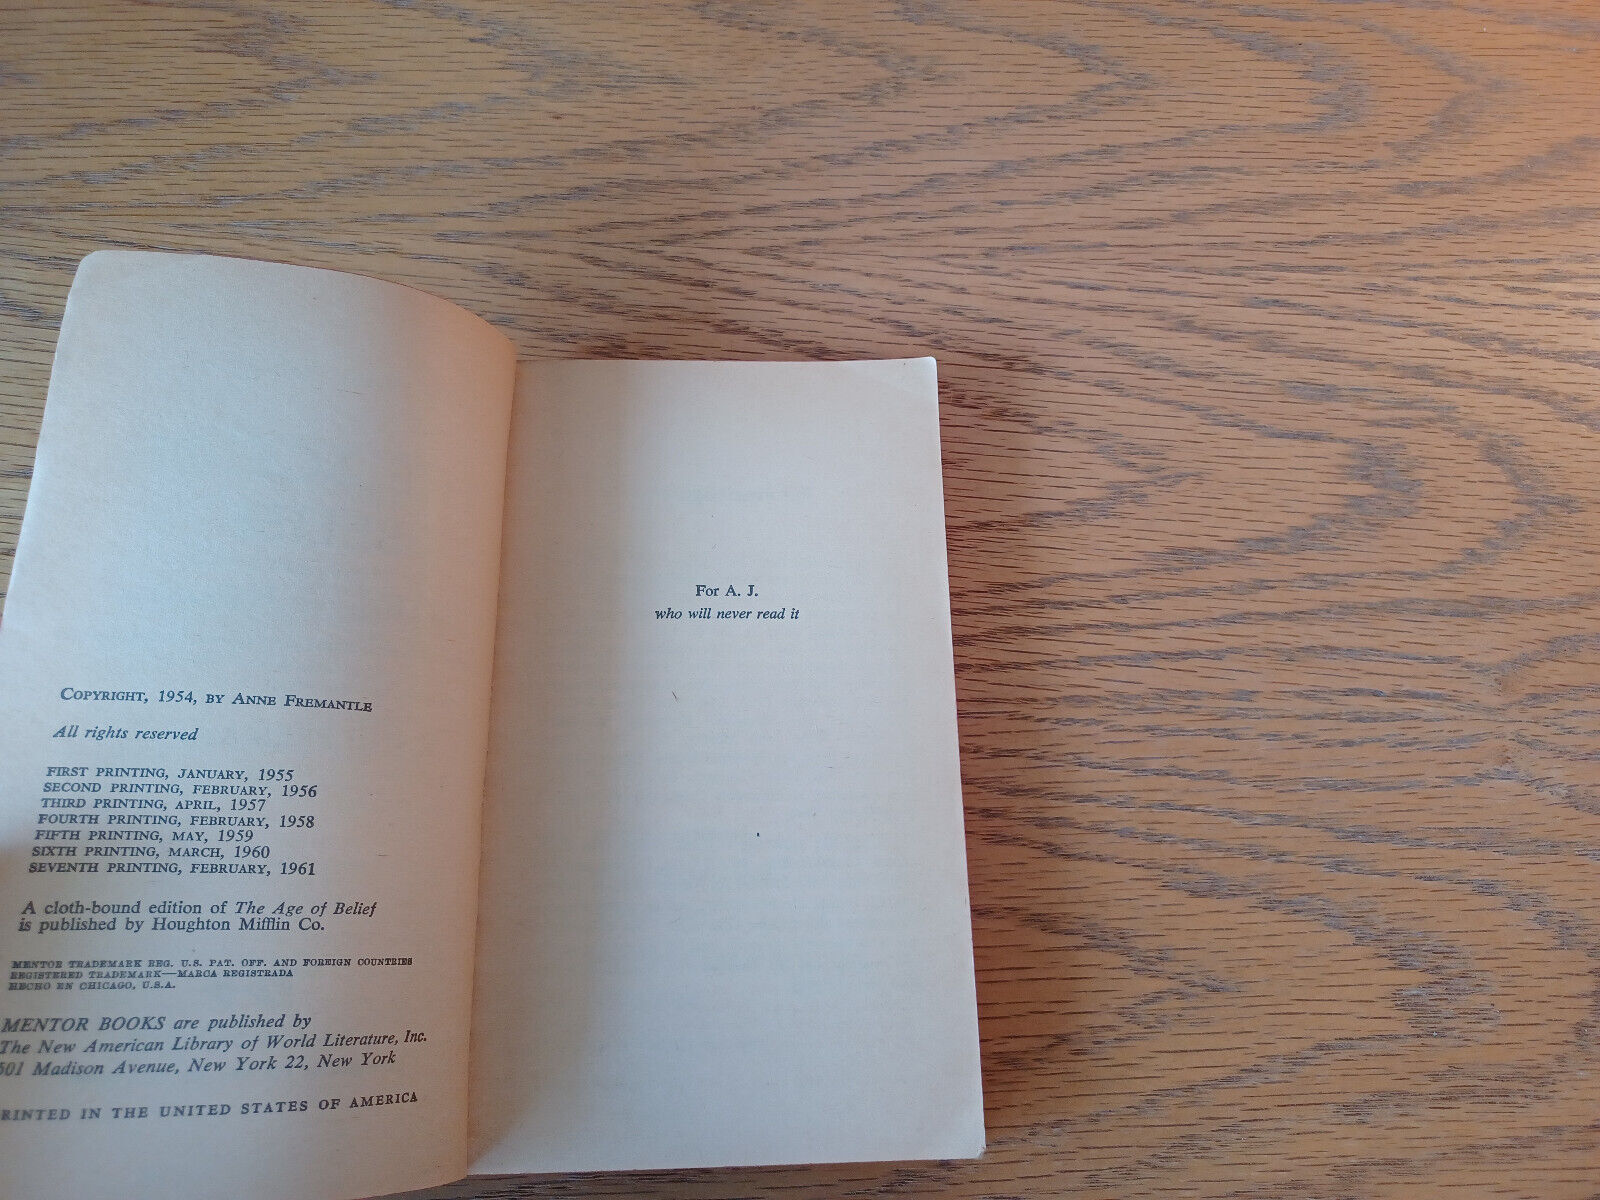 COPYRIGHT, 1954, BY ANNE FREMANTLE
All rights reserved
FIRST PRINTING, JANUARY, 1955
SECOND PRINTING, FEBRUARY, 1956
THIRD PRINTING, APRIL, 1957
FOURTH PRINTING, FEBRUARY, 1958
FIFTH PRINTING, MAY, 1959
SIXTH PRINTING, MARCH, 1960
SEVENTH PRINTING, FEBRUARY, 1961
A cloth-bound edition of The Age of Belief
is published by Houghton Mifflin Co.
MENTOR TRADEMARK REG. U.S. PAT. OFF. AND FOREIGN COUNTRIES
REGISTERED TRADEMARK—MARCA REGISTRADA
HECHO EN CHICAGO, U.S.A.
MENTOR BOOKS are published by
The New American Library of World Literature, Inc.
501 Madison Avenue, New York 22, New York
RINTED IN THE UNITED STATES OF AMERICA
For A. J.
who will never read it